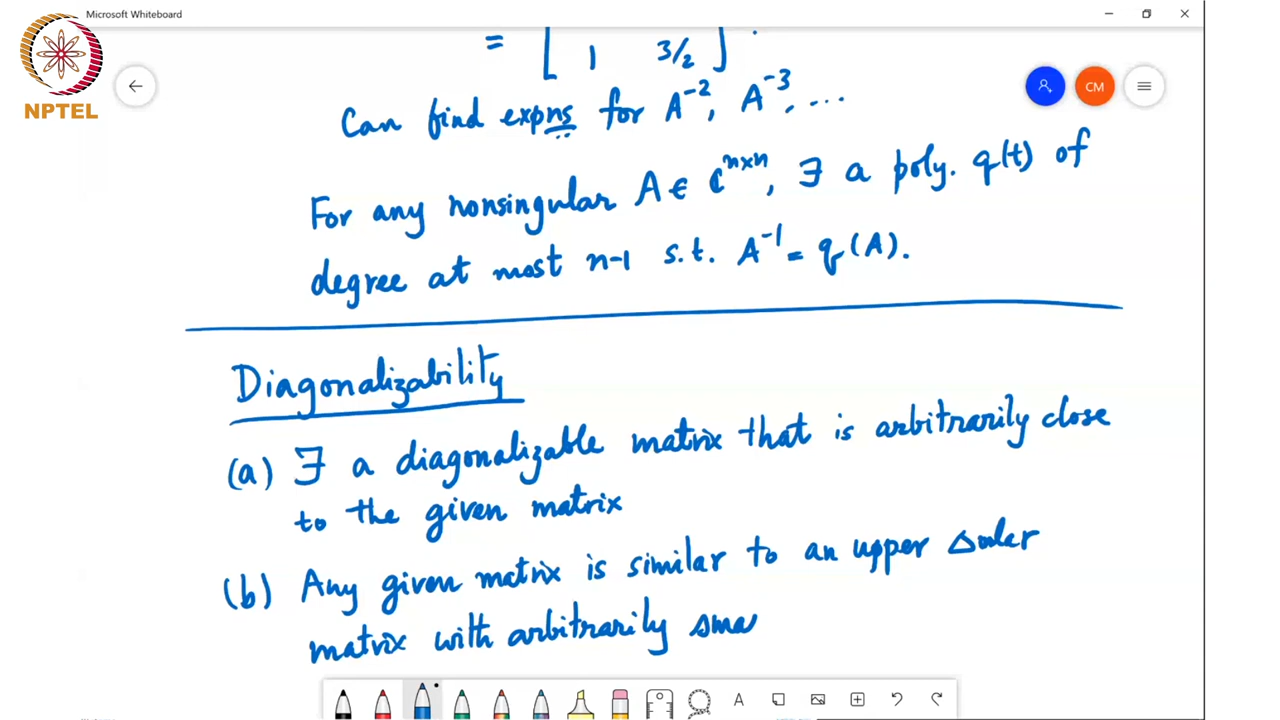 Microsoft Whiteboard
NPTEL
CM
= [ 1 3/2 ] .
Can find expns for A⁻², A⁻³, ...
For any nonsingular A ∈ ℂⁿˣⁿ, ∃ a poly. q(t) of
degree at most n-1 s.t. A⁻¹ = q(A).
Diagonalizability
(a) ∃ a diagonalizable matrix that is arbitrarily close
to the given matrix
(b) Any given matrix is similar to an upper Δular
matrix with arbitrarily sma
A